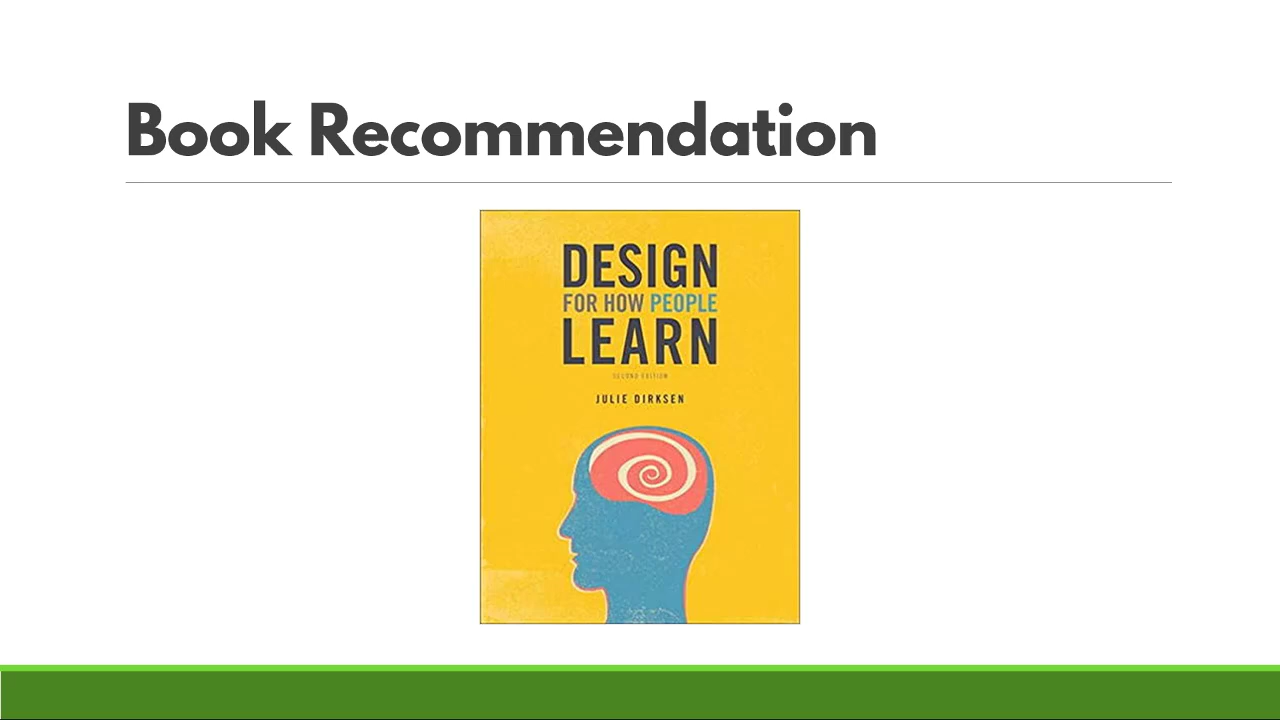 Book Recommendation
DESIGN
FOR HOW PEOPLE
LEARN
SECOND EDITION
JULIE DIRKSEN